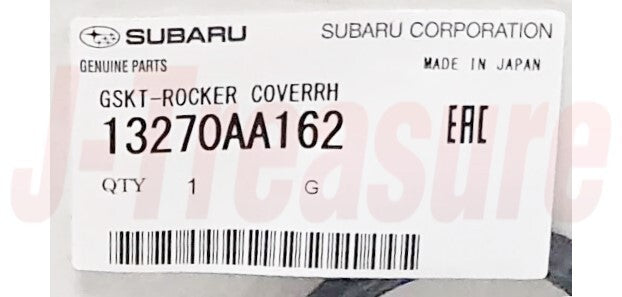 SUBARU SUBARU CORPORATION
GENUINE PARTS MADE IN JAPAN
GSKT-ROCKER COVERRH
13270AA162 EAC
QTY 1 G
J-Treasure